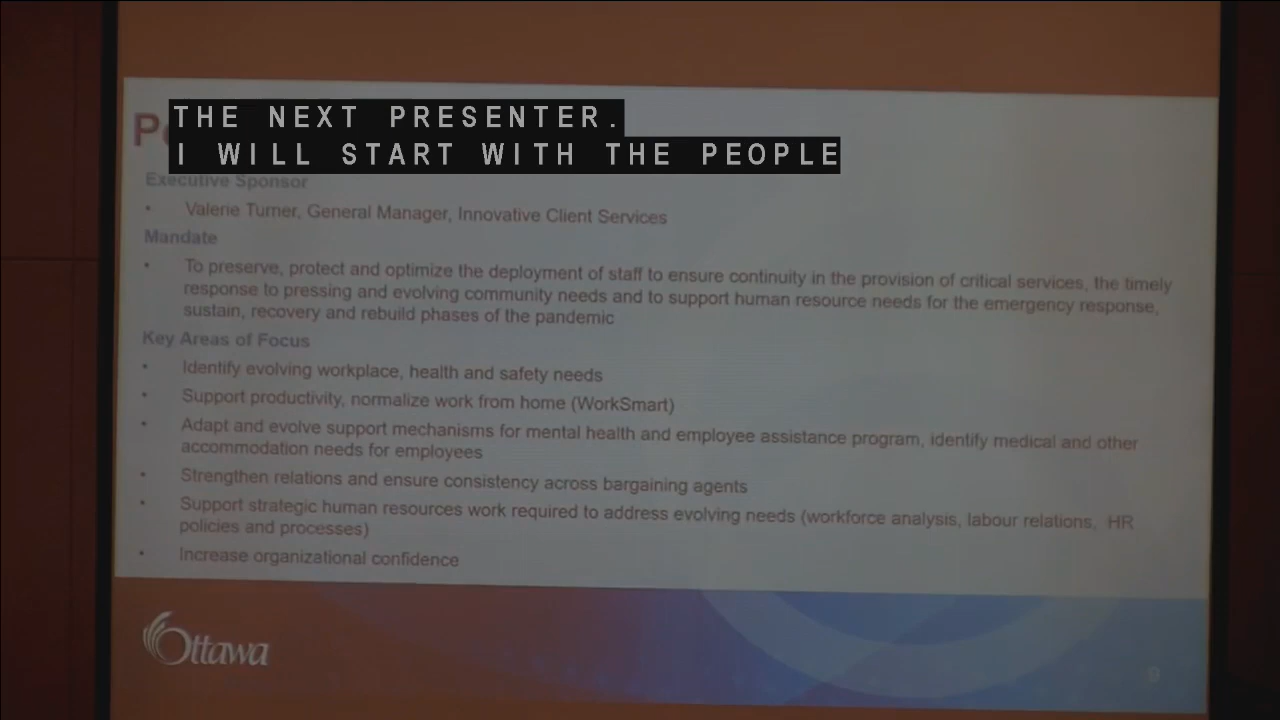 THE NEXT PRESENTER.
I WILL START WITH THE PEOPLE
Executive Sponsor
• Valerie Turner, General Manager, Innovative Client Services
Mandate
• To preserve, protect and optimize the deployment of staff to ensure continuity in the provision of critical services, the timely
response to pressing and evolving community needs and to support human resource needs for the emergency response,
sustain, recovery and rebuild phases of the pandemic
Key Areas of Focus
• Identify evolving workplace, health and safety needs
• Support productivity, normalize work from home (WorkSmart)
• Adapt and evolve support mechanisms for mental health and employee assistance program, identify medical and other
accommodation needs for employees
• Strengthen relations and ensure consistency across bargaining agents
• Support strategic human resources work required to address evolving needs (workforce analysis, labour relations, HR
policies and processes)
• Increase organizational confidence
Ottawa